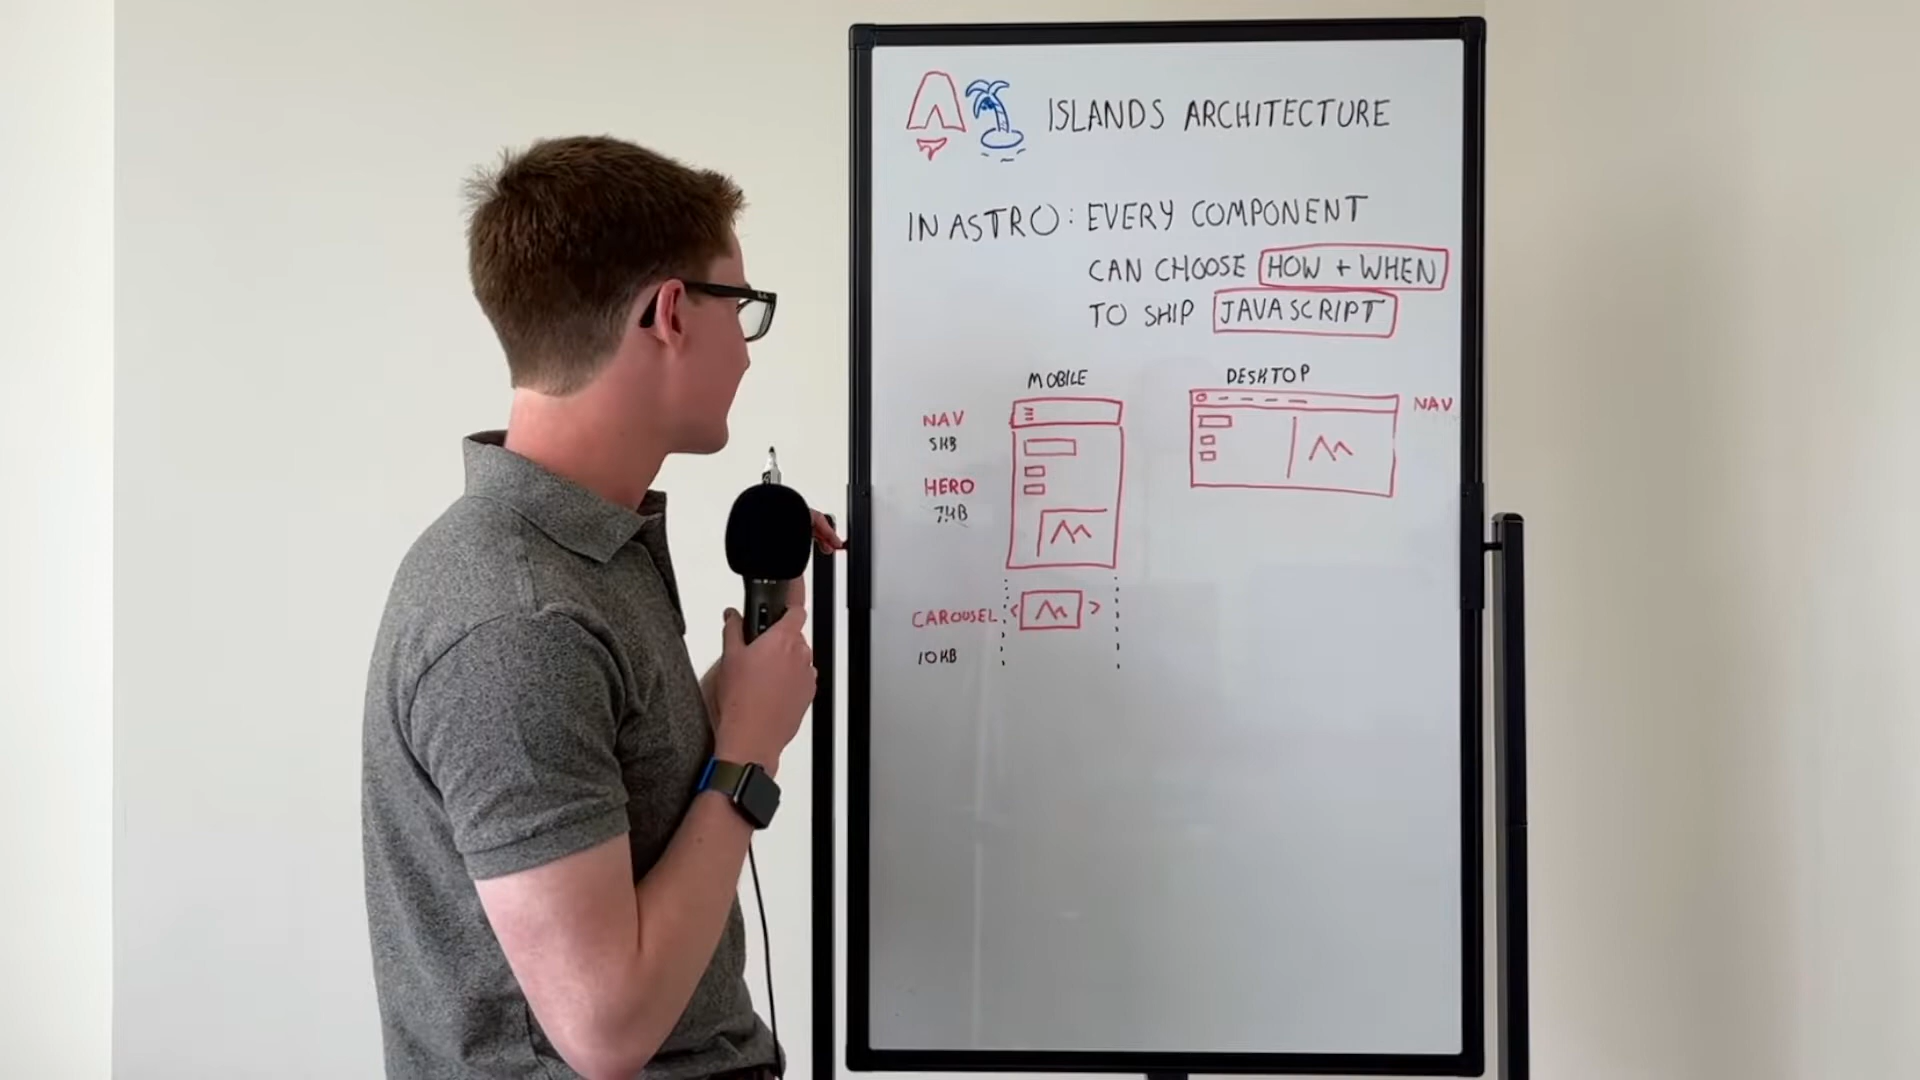 ISLANDS ARCHITECTURE
IN ASTRO: EVERY COMPONENT
CAN CHOOSE HOW + WHEN
TO SHIP JAVASCRIPT
MOBILE
DESKTOP
NAV
5KB
NAV
HERO
7KB
CAROUSEL
10KB